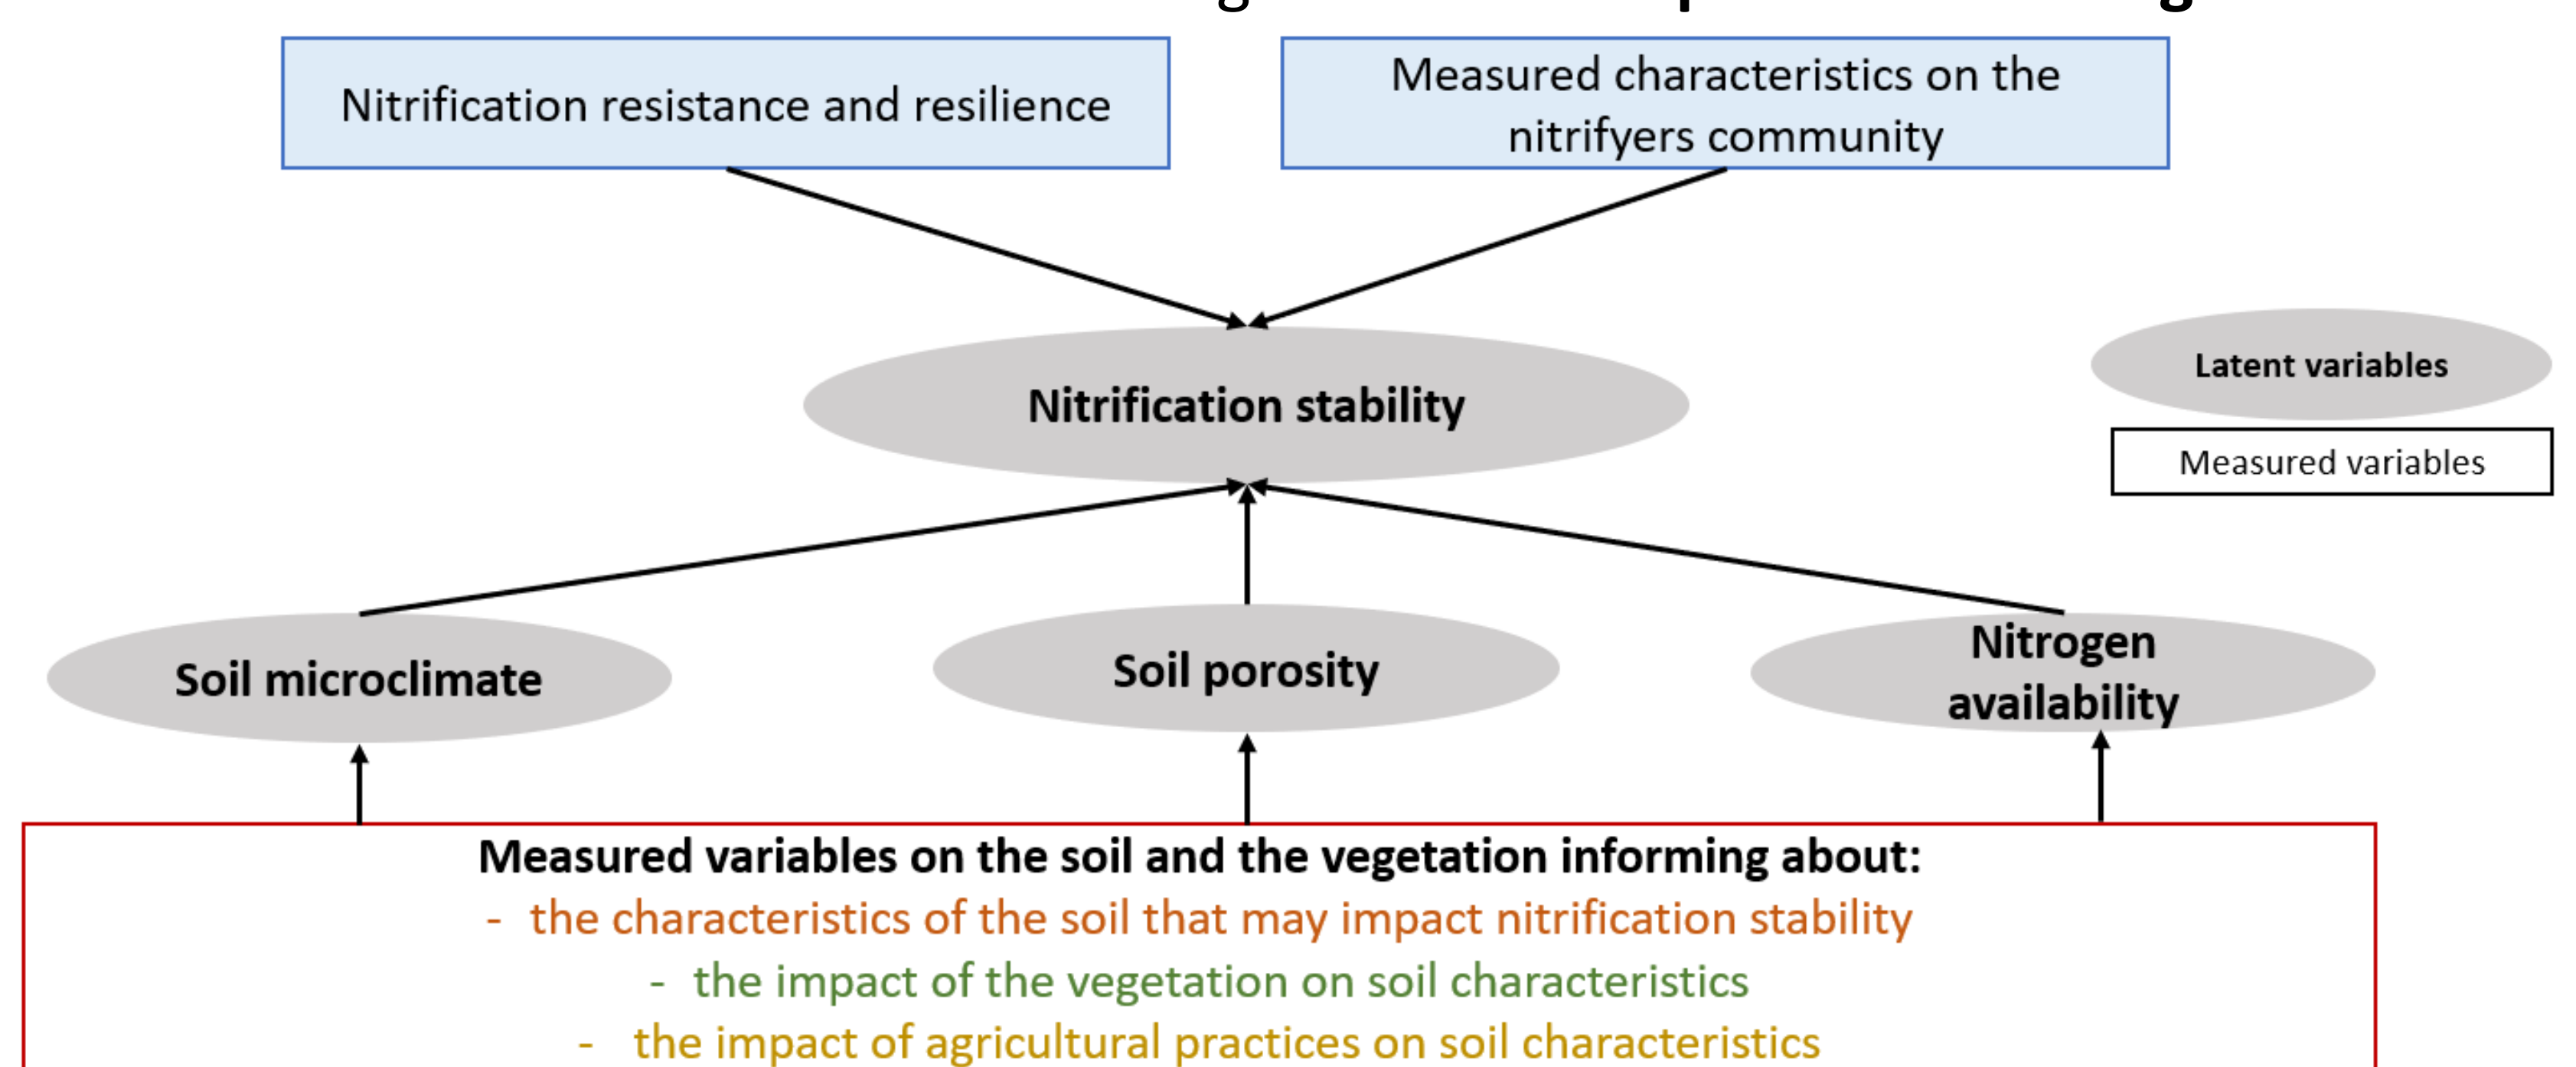 Nitrification resistance and resilience
Measured characteristics on the
nitrifyers community
Nitrification stability
Latent variables
Measured variables
Soil microclimate
Soil porosity
Nitrogen
availability
Measured variables on the soil and the vegetation informing about:
- the characteristics of the soil that may impact nitrification stability
- the impact of the vegetation on soil characteristics
- the impact of agricultural practices on soil characteristics